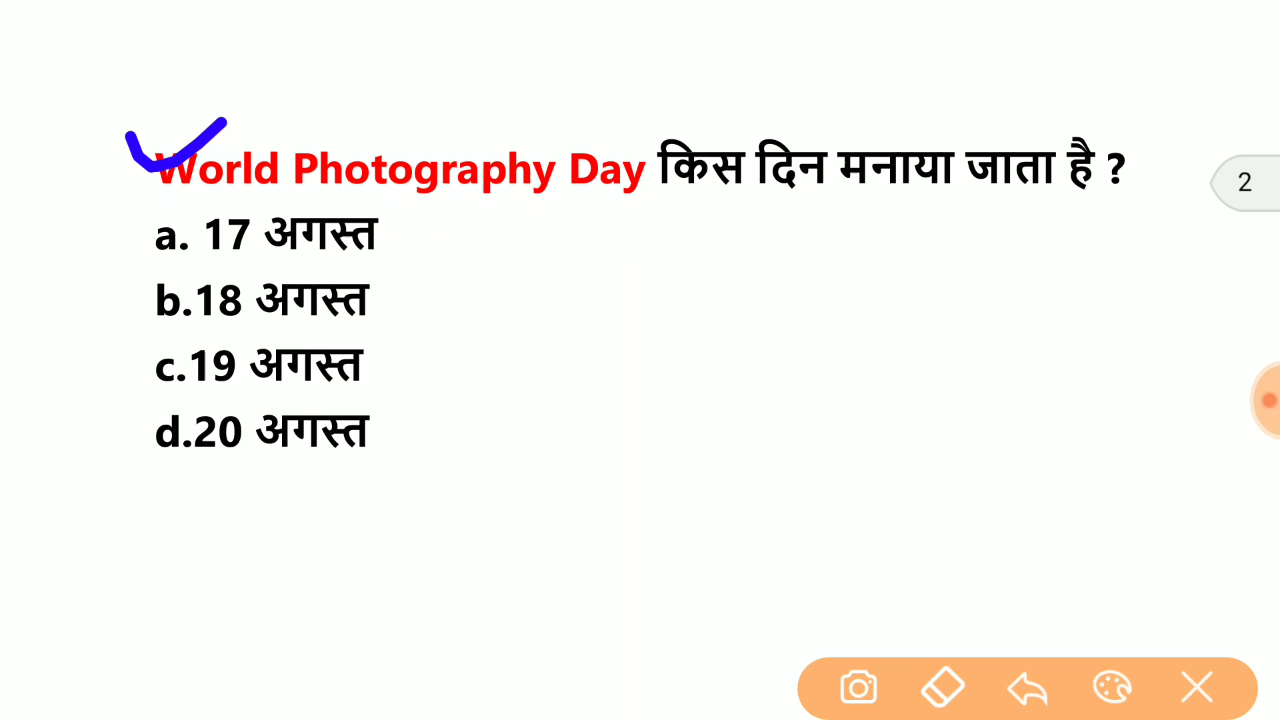 World Photography Day किस दिन मनाया जाता है ?
a. 17 अगस्त
b.18 अगस्त
c.19 अगस्त
d.20 अगस्त
2